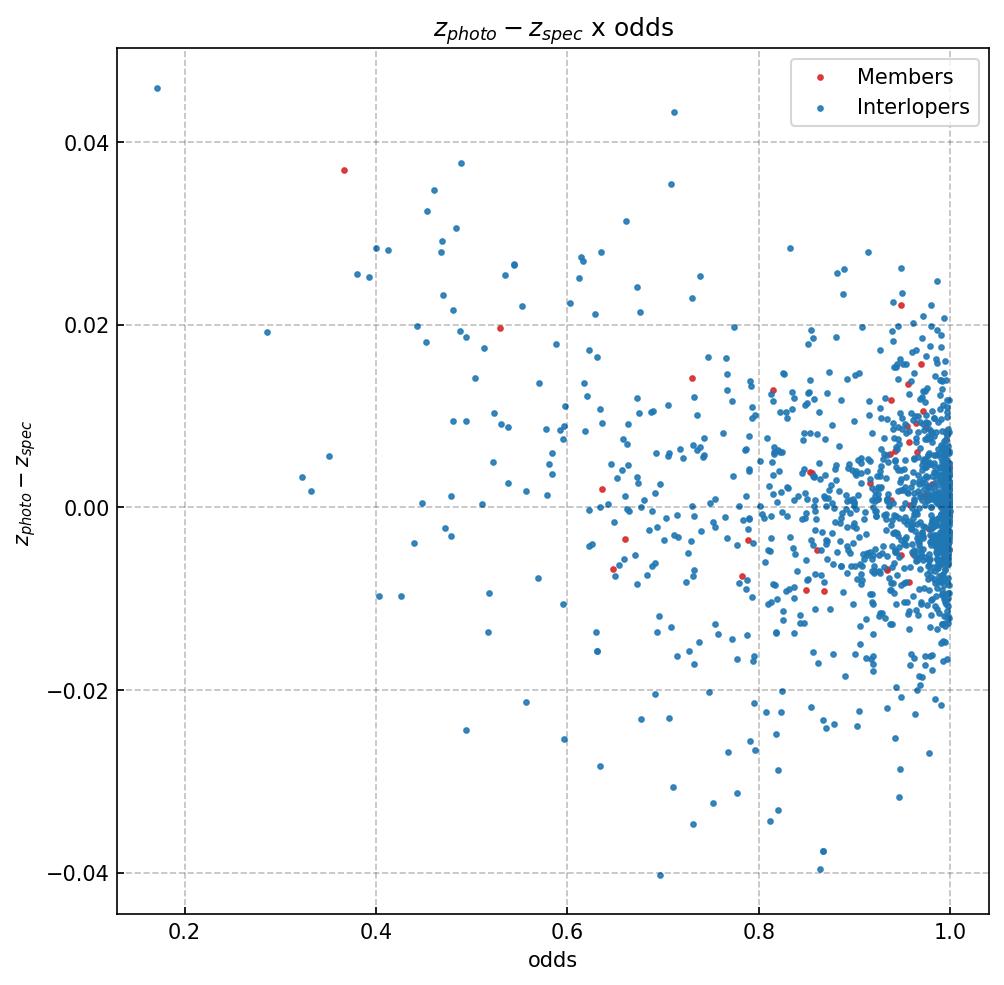 z_photo − z_spec x odds
Members
Interlopers
0.04
0.02
0.00
−0.02
−0.04
z_photo − z_spec
0.2 0.4 0.6 0.8 1.0
odds